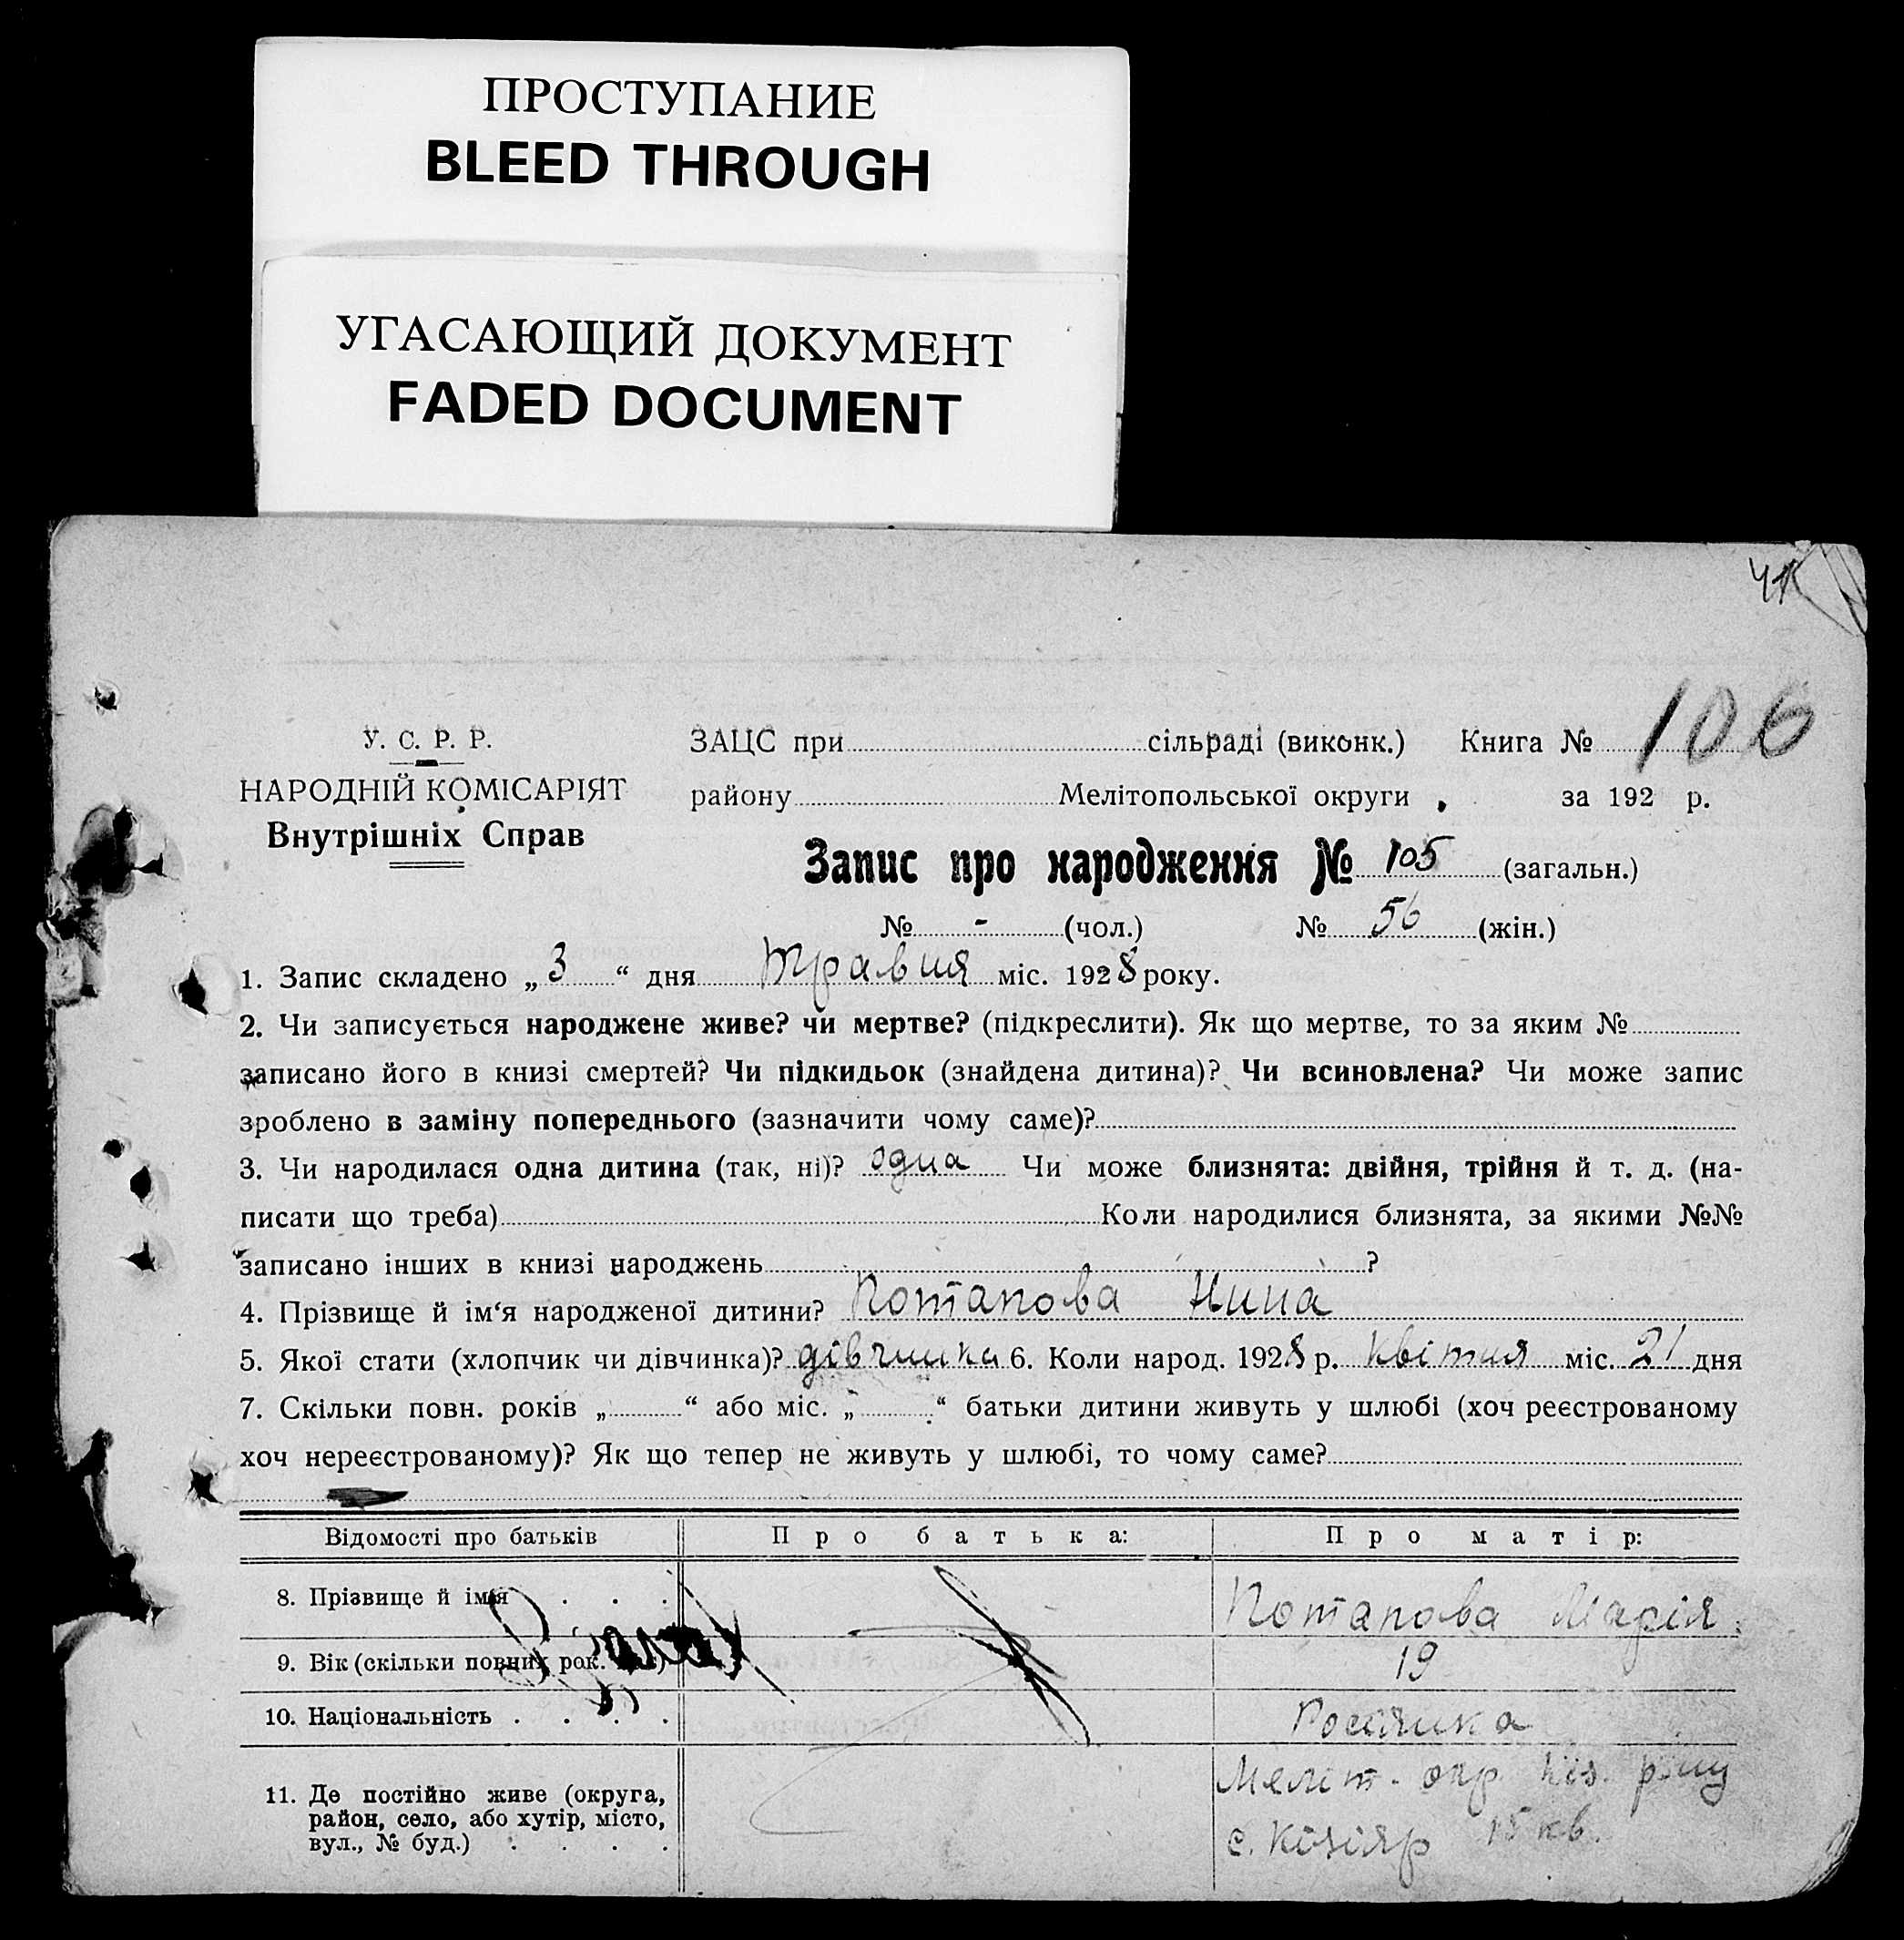 ПРОСТУПАНИЕ
BLEED THROUGH
УГАСАЮЩИЙ ДОКУМЕНТ
FADED DOCUMENT
У. С. Р. Р.
НАРОДНІЙ КОМІСАРІЯТ
Внутрішніх Справ
ЗАЦС при сільраді (виконк.) Книга № 106
району Мелітопольської округи за 192 р.
Запис про народження № 105 (загальн.)
№ - (чол.) № 56 (жін.)
1. Запис складено „ 3 “ дня травня міс. 1928 року.
2. Чи записується народжене живе? чи мертве? (підкреслити). Як що мертве, то за яким №
записано його в книзі смертей? Чи підкидьок (знайдена дитина)? Чи всиновлена? Чи може запис
зроблено в заміну попереднього (зазначити чому саме)?
3. Чи народилася одна дитина (так, ні)? одна Чи може близнята: двійня, трійня й т. д. (на-
писати що треба) Коли народилися близнята, за якими №№
записано інших в книзі народжень ?
4. Прізвище й ім‘я народженої дитини? Потапова Нина
5. Якої стати (хлопчик чи дівчинка)? дівчинка 6. Коли народ. 1928 р. квітня міс. 21 дня
7. Скільки повн. років „ “ або міс. „ “ батьки дитини живуть у шлюбі (хоч реєстрованому
хоч нереєстрованому)? Як що тепер не живуть у шлюбі, то чому саме?
Відомості про батьків Про батька: Про матір:
8. Прізвище й імя . . . Потапова Марія
9. Вік (скільки повних рок. 19
10. Національність . . . . Росіянка
11. Де постійно живе (округа,
район, село, або хутір, місто,
вул., № буд.) . . . .
Меліт. окр.
с. Кізіяр 15 кв.